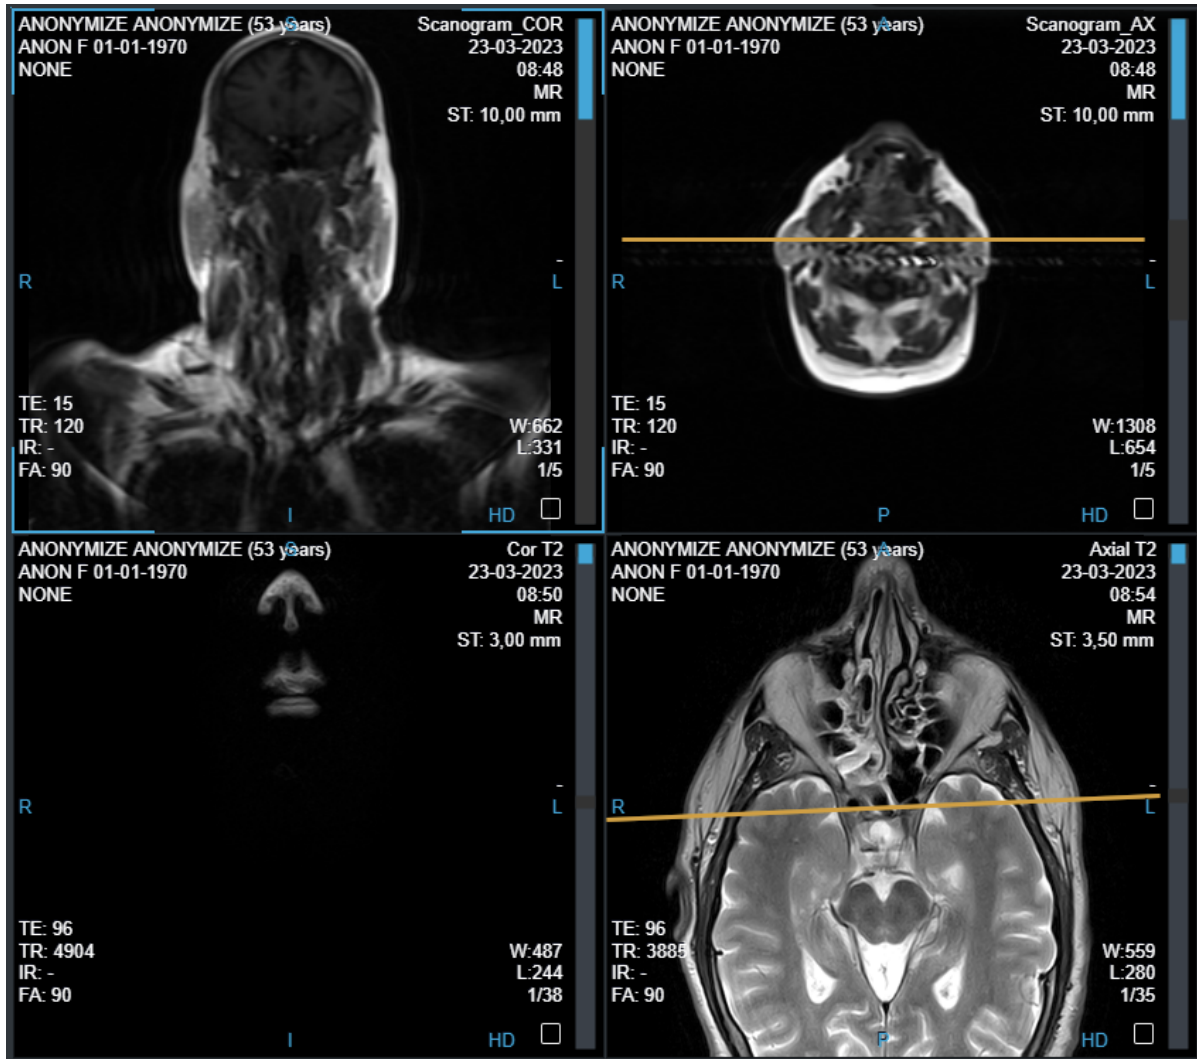 ANONYMIZE ANONYMIZE (53 years)
ANON F 01-01-1970
NONE
S
Scanogram_COR
23-03-2023
08:48
MR
ST: 10,00 mm
R
L
-
TE: 15
TR: 120
IR: -
FA: 90
W:662
L:331
1/5
I
HD
ANONYMIZE ANONYMIZE (53 years)
ANON F 01-01-1970
NONE
A
Scanogram_AX
23-03-2023
08:48
MR
ST: 10,00 mm
R
L
-
TE: 15
TR: 120
IR: -
FA: 90
W:1308
L:654
1/5
P
HD
ANONYMIZE ANONYMIZE (53 years)
ANON F 01-01-1970
NONE
S
Cor T2
23-03-2023
08:50
MR
ST: 3,00 mm
R
L
-
TE: 96
TR: 4904
IR: -
FA: 90
W:487
L:244
1/38
I
HD
ANONYMIZE ANONYMIZE (53 years)
ANON F 01-01-1970
NONE
A
Axial T2
23-03-2023
08:54
MR
ST: 3,50 mm
R
L
-
TE: 96
TR: 3885
IR: -
FA: 90
W:559
L:280
1/35
P
HD